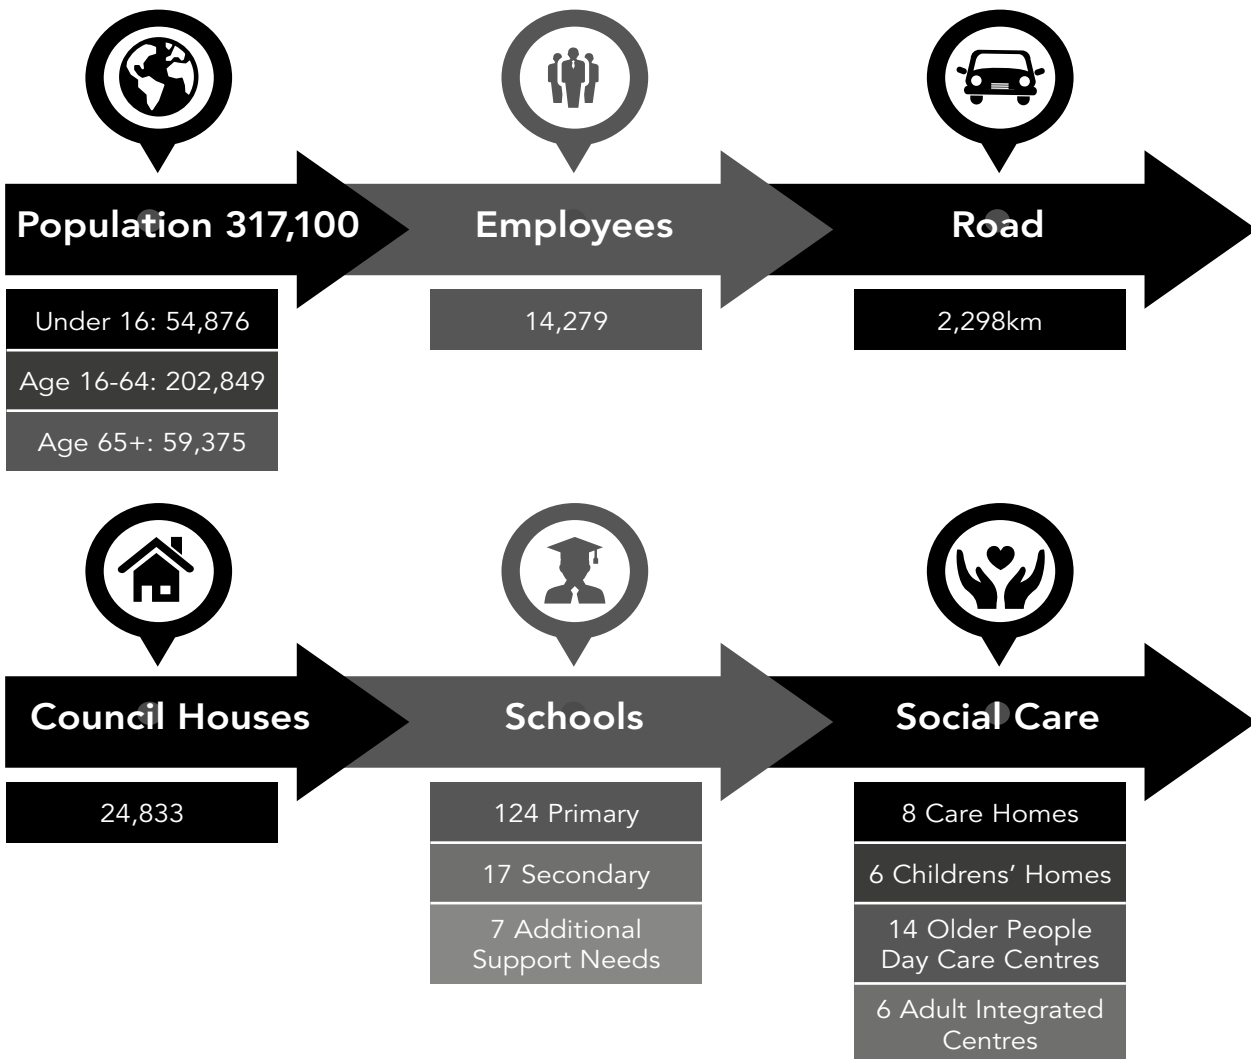 Population 317,100
Under 16: 54,876
Age 16-64: 202,849
Age 65+: 59,375
Employees
14,279
Road
2,298km
Council Houses
24,833
Schools
124 Primary
17 Secondary
7 Additional
Support Needs
Social Care
8 Care Homes
6 Childrens’ Homes
14 Older People
Day Care Centres
6 Adult Integrated
Centres